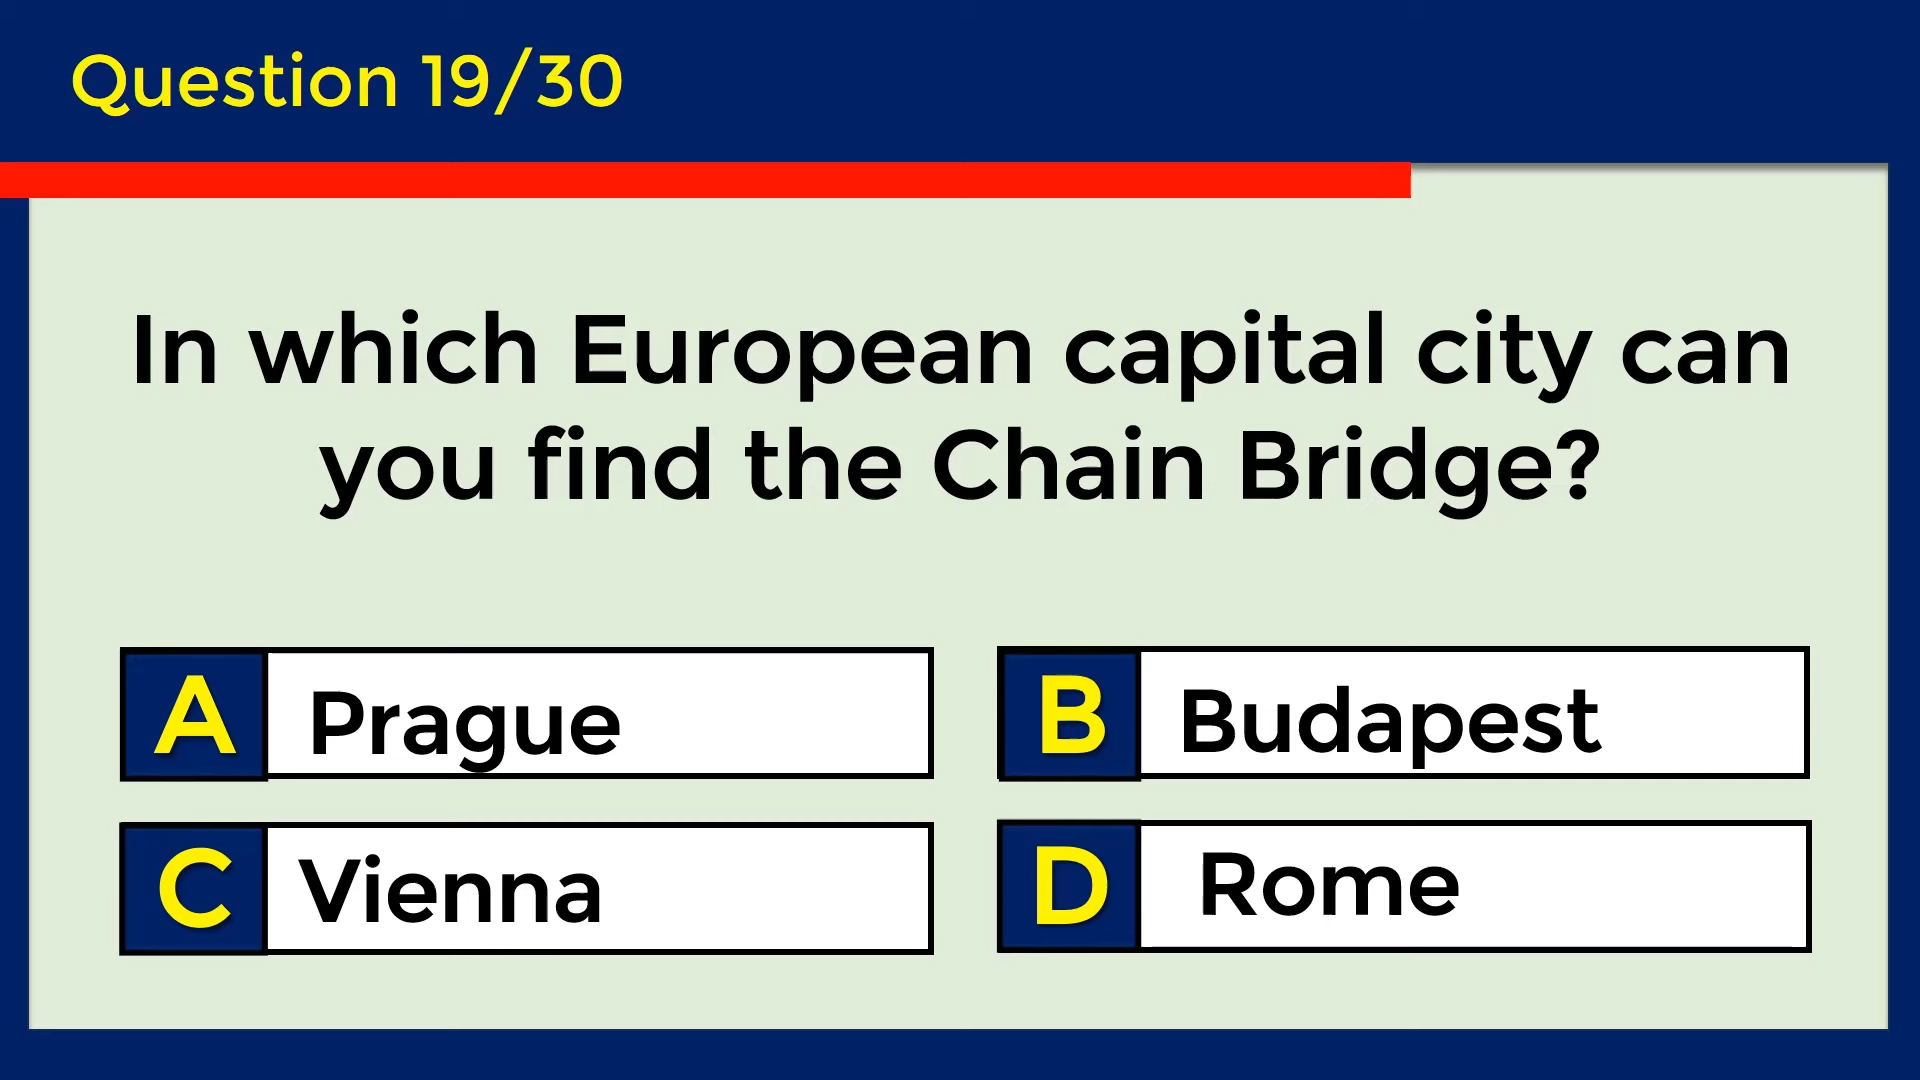 Question 19/30
In which European capital city can
you find the Chain Bridge?
A Prague
B Budapest
C Vienna
D Rome